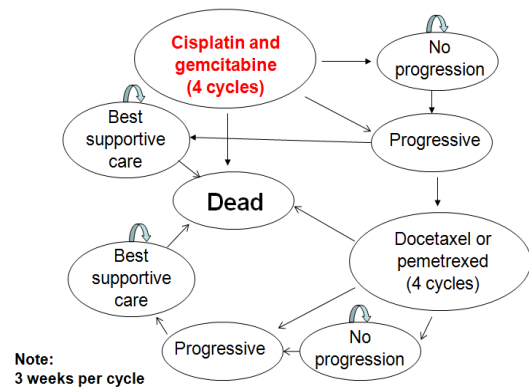 Cisplatin and
gemcitabine
(4 cycles)
No
progression
Best
supportive
care
Progressive
Dead
Docetaxel or
pemetrexed
(4 cycles)
Best
supportive
care
Progressive
No
progression
Note:
3 weeks per cycle